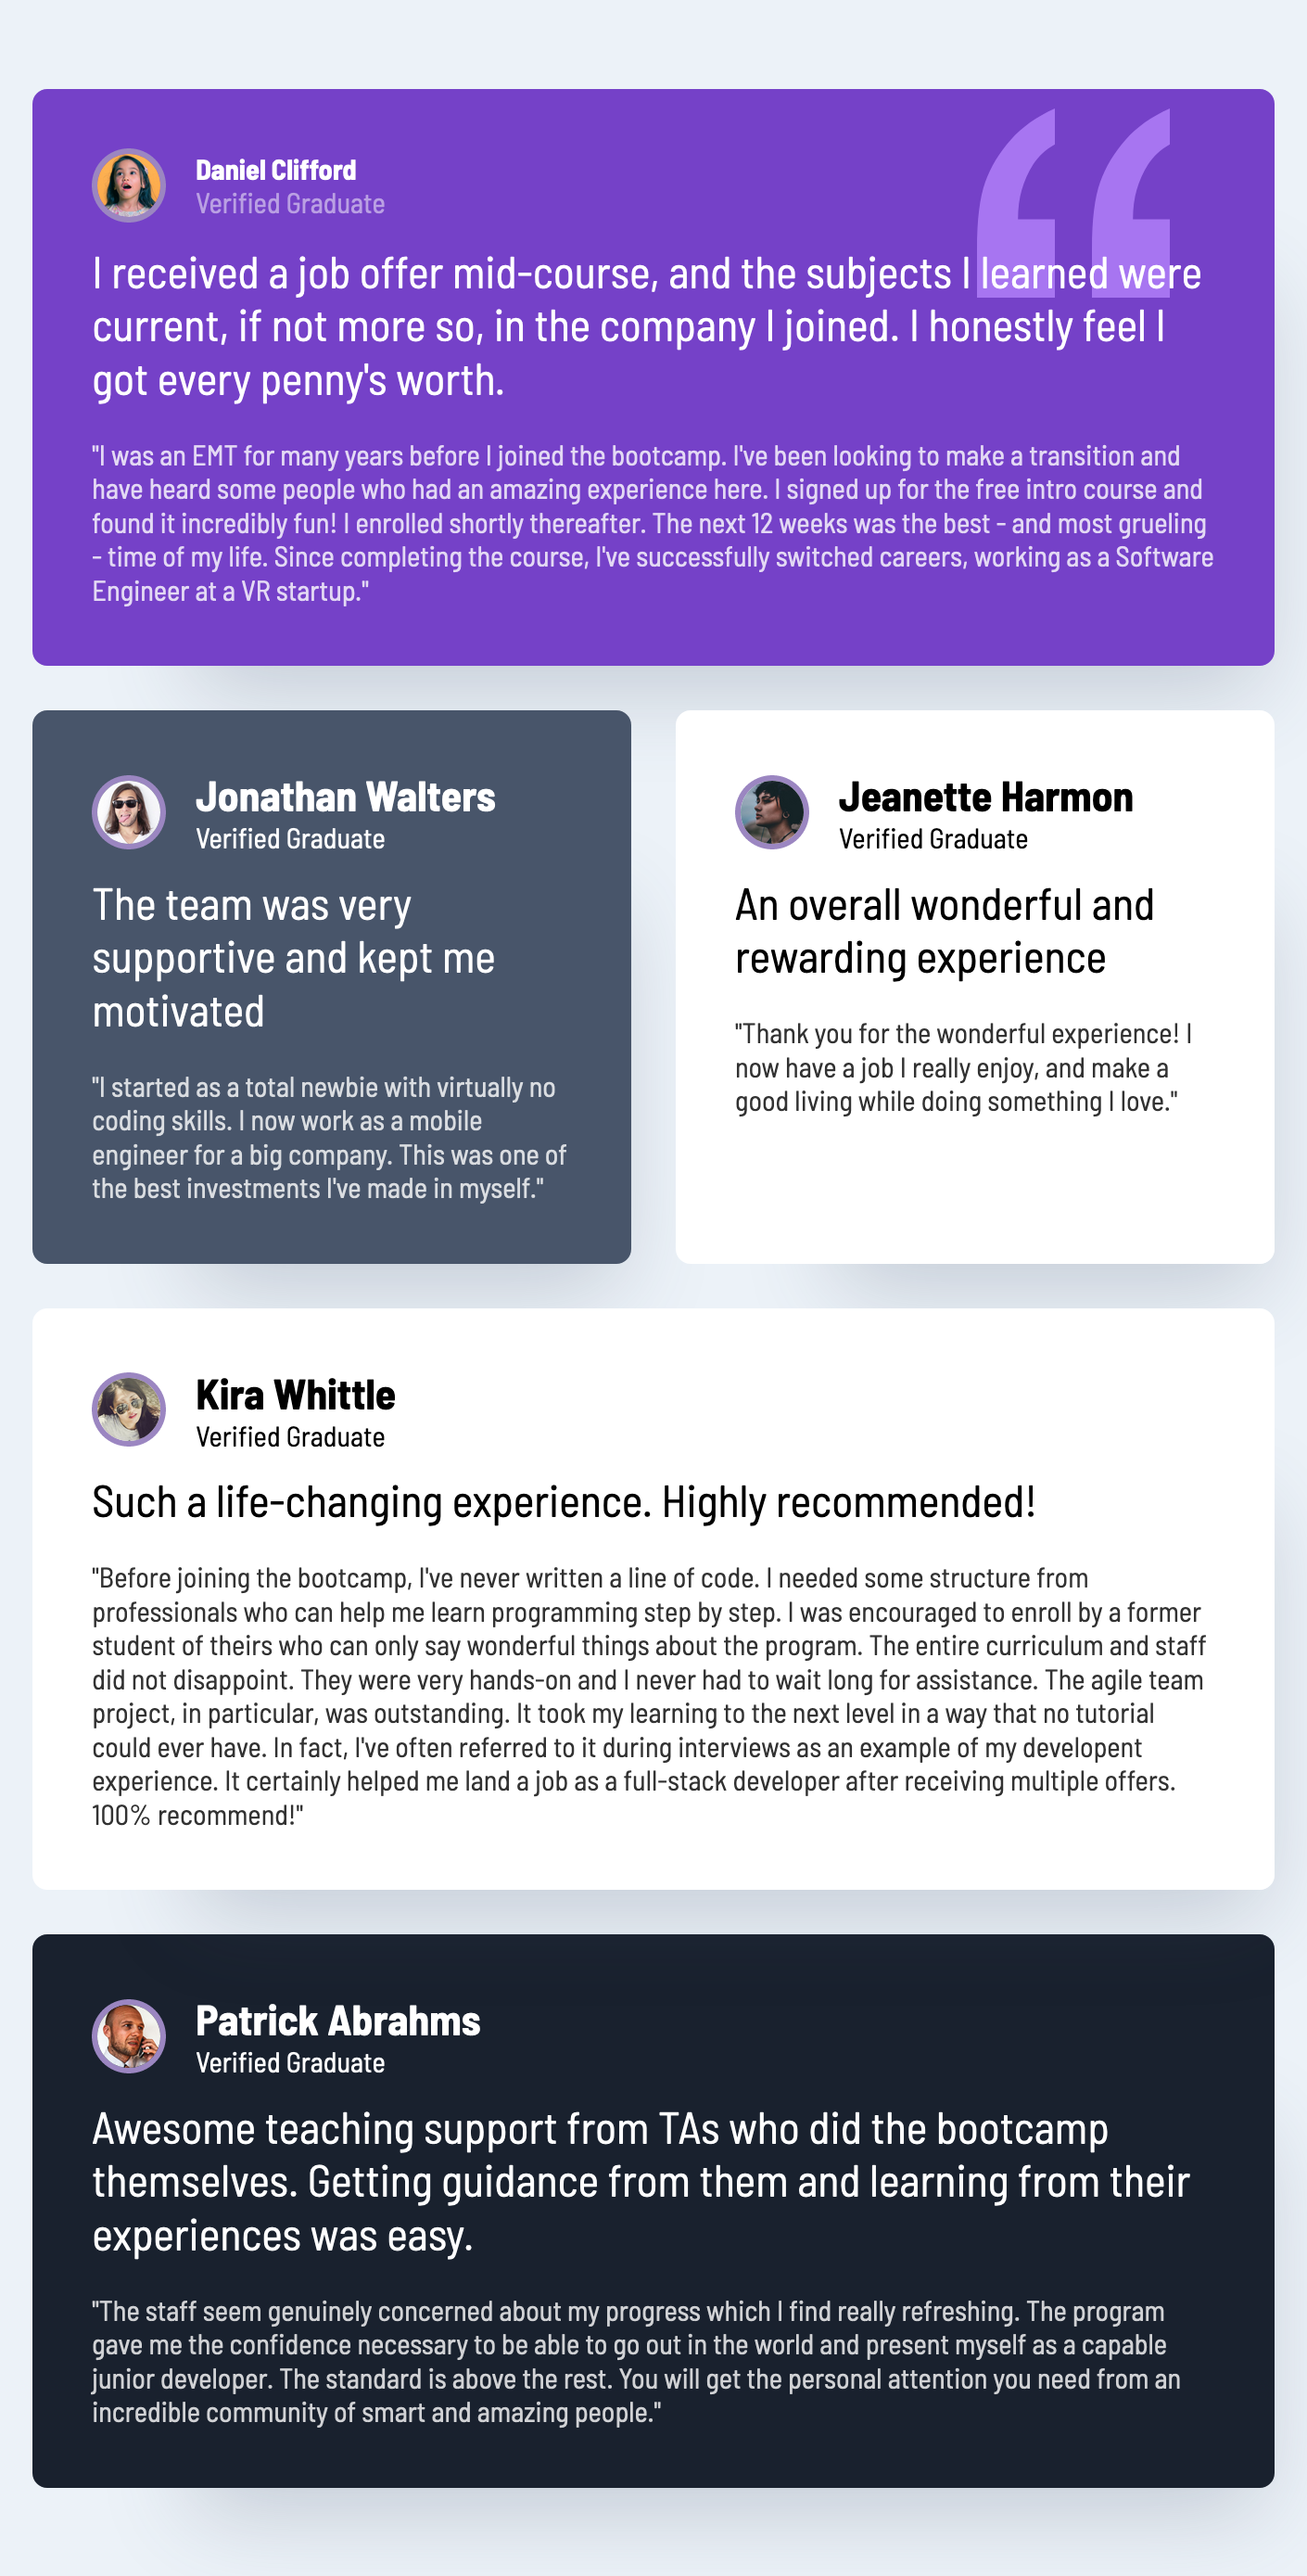 Daniel Clifford
Verified Graduate
I received a job offer mid-course, and the subjects I learned were
current, if not more so, in the company I joined. I honestly feel I
got every penny's worth.
"I was an EMT for many years before I joined the bootcamp. I've been looking to make a transition and
have heard some people who had an amazing experience here. I signed up for the free intro course and
found it incredibly fun! I enrolled shortly thereafter. The next 12 weeks was the best - and most grueling
- time of my life. Since completing the course, I've successfully switched careers, working as a Software
Engineer at a VR startup."
Jonathan Walters
Verified Graduate
The team was very
supportive and kept me
motivated
"I started as a total newbie with virtually no
coding skills. I now work as a mobile
engineer for a big company. This was one of
the best investments I've made in myself."
Jeanette Harmon
Verified Graduate
An overall wonderful and
rewarding experience
"Thank you for the wonderful experience! I
now have a job I really enjoy, and make a
good living while doing something I love."
Kira Whittle
Verified Graduate
Such a life-changing experience. Highly recommended!
"Before joining the bootcamp, I've never written a line of code. I needed some structure from
professionals who can help me learn programming step by step. I was encouraged to enroll by a former
student of theirs who can only say wonderful things about the program. The entire curriculum and staff
did not disappoint. They were very hands-on and I never had to wait long for assistance. The agile team
project, in particular, was outstanding. It took my learning to the next level in a way that no tutorial
could ever have. In fact, I've often referred to it during interviews as an example of my developent
experience. It certainly helped me land a job as a full-stack developer after receiving multiple offers.
100% recommend!"
Patrick Abrahms
Verified Graduate
Awesome teaching support from TAs who did the bootcamp
themselves. Getting guidance from them and learning from their
experiences was easy.
"The staff seem genuinely concerned about my progress which I find really refreshing. The program
gave me the confidence necessary to be able to go out in the world and present myself as a capable
junior developer. The standard is above the rest. You will get the personal attention you need from an
incredible community of smart and amazing people."